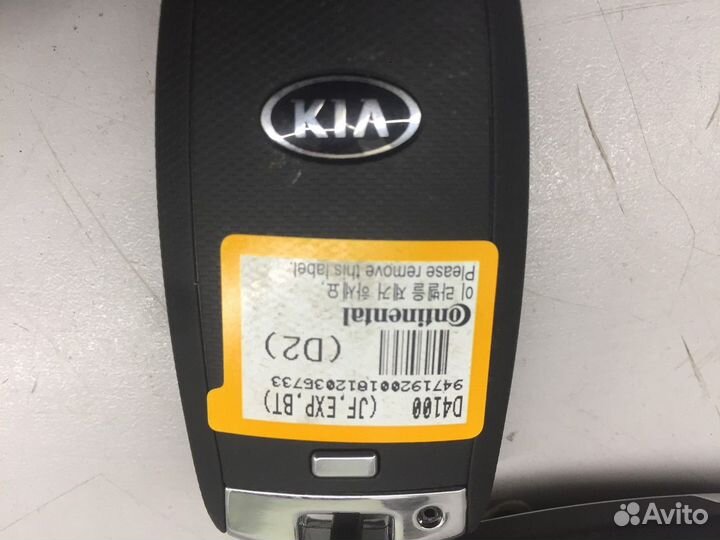 KIA
D4100 (JF,EXP,BT)
947192001812036733
(D2)
Continental
이 라벨을 제거 하세요.
Please remove this label.
Avito